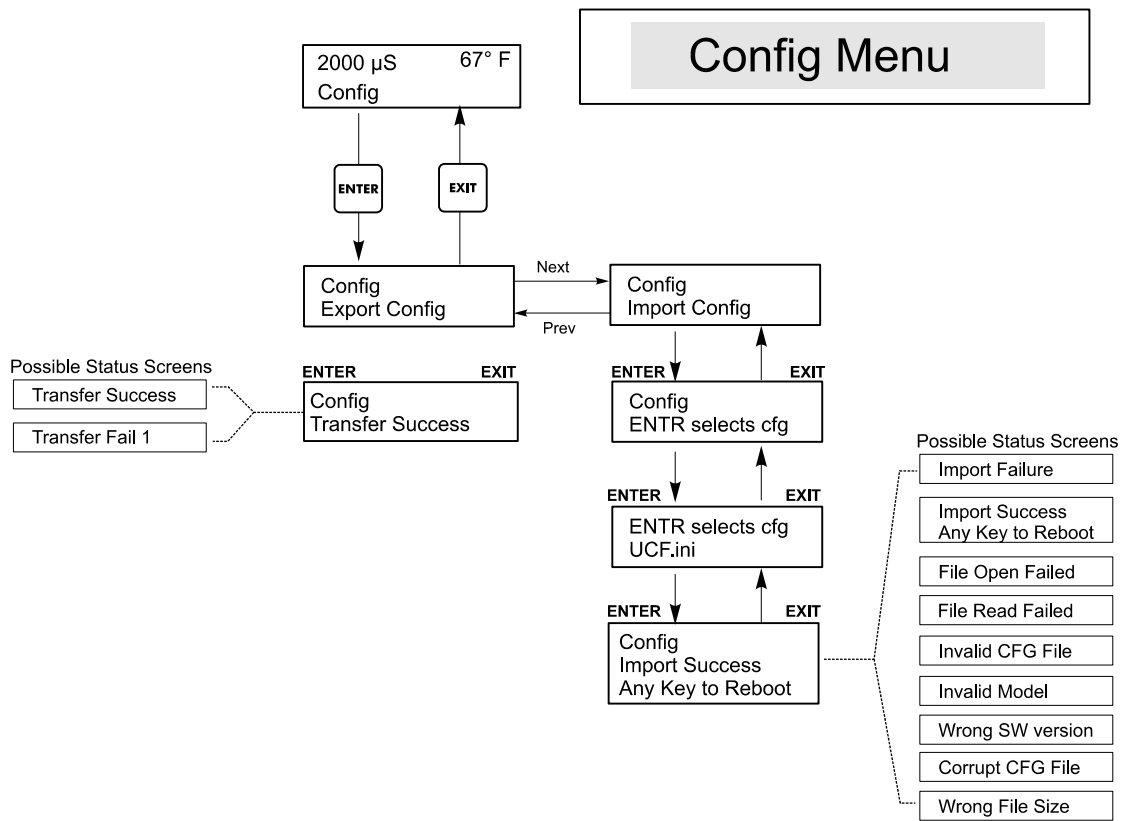 Config Menu
2000 µS 67° F
Config
ENTER EXIT
Config
Export Config
Next
Prev
Config
Import Config
Possible Status Screens
Transfer Success
Transfer Fail 1
ENTER EXIT
Config
Transfer Success
ENTER EXIT
Config
ENTR selects cfg
ENTER EXIT
ENTR selects cfg
UCF.ini
ENTER EXIT
Config
Import Success
Any Key to Reboot
Possible Status Screens
Import Failure
Import Success
Any Key to Reboot
File Open Failed
File Read Failed
Invalid CFG File
Invalid Model
Wrong SW version
Corrupt CFG File
Wrong File Size